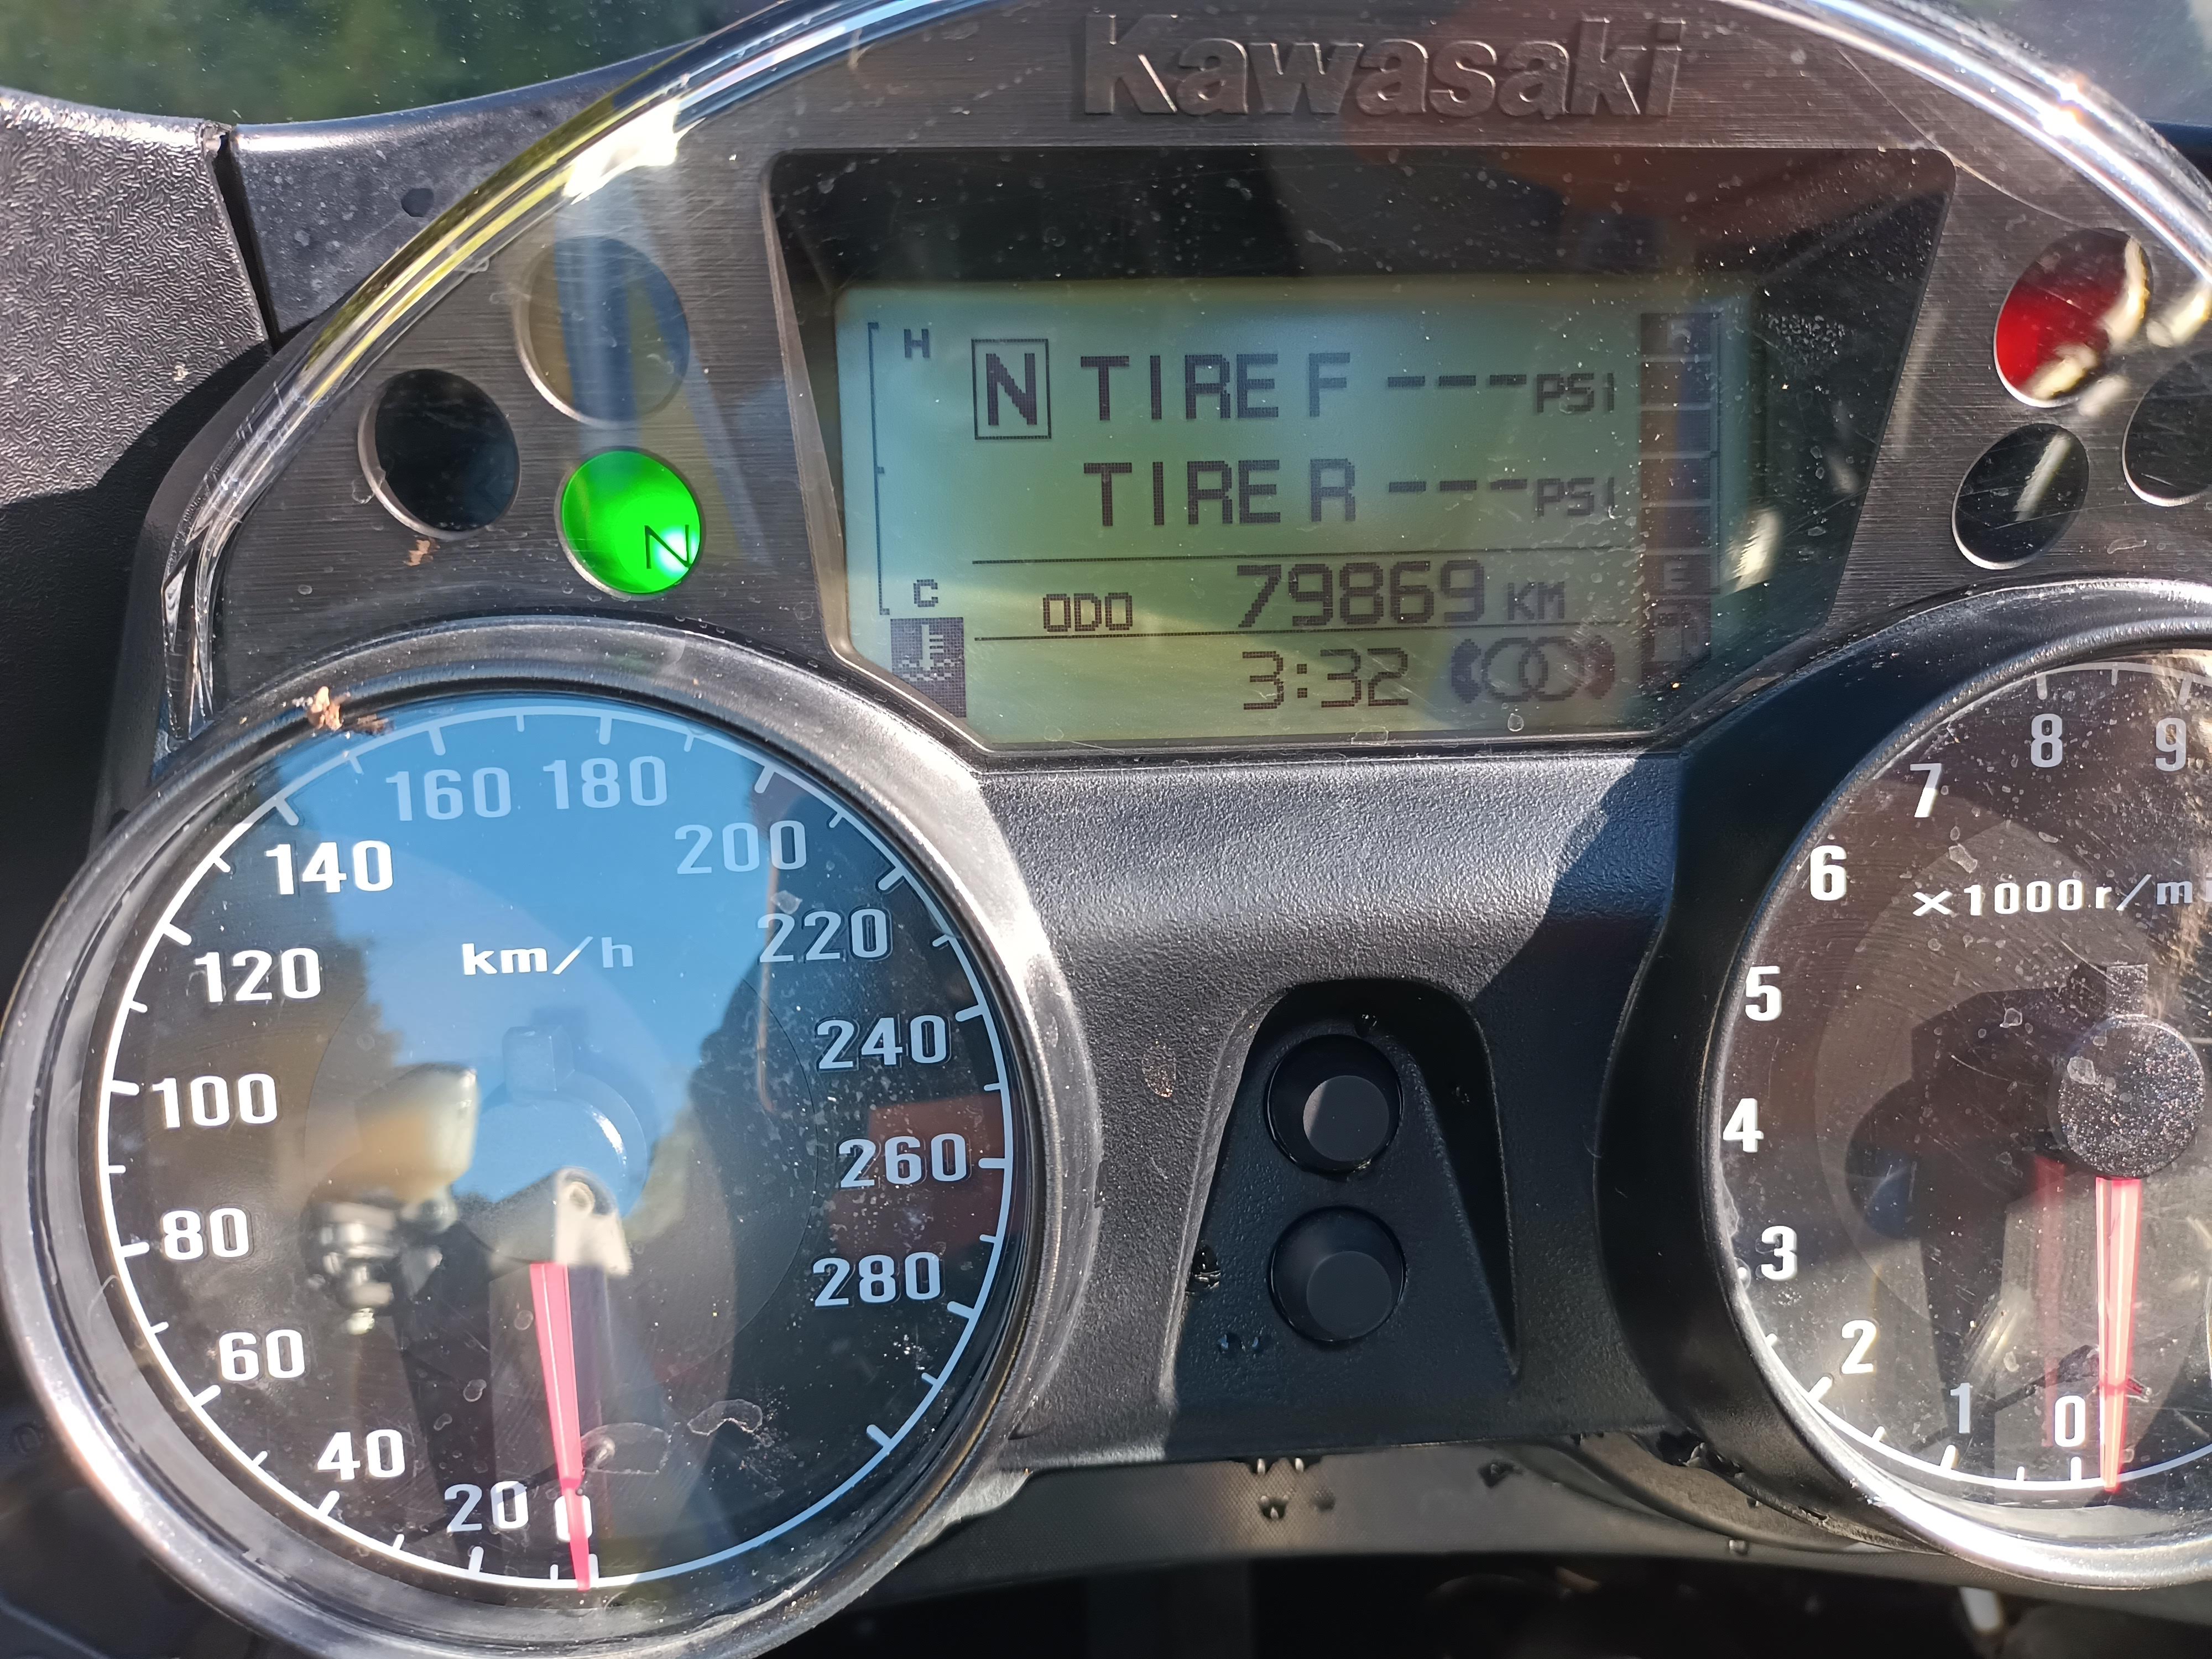 Kawasaki
H
N TIRE F ---PSI
TIRE R ---PSI
C
ODO 79869 KM
E
3:32
N
km/h
0
20
40
60
80
100
120
140
160
180
200
220
240
260
280
×1000r/m
0
1
2
3
4
5
6
7
8
9